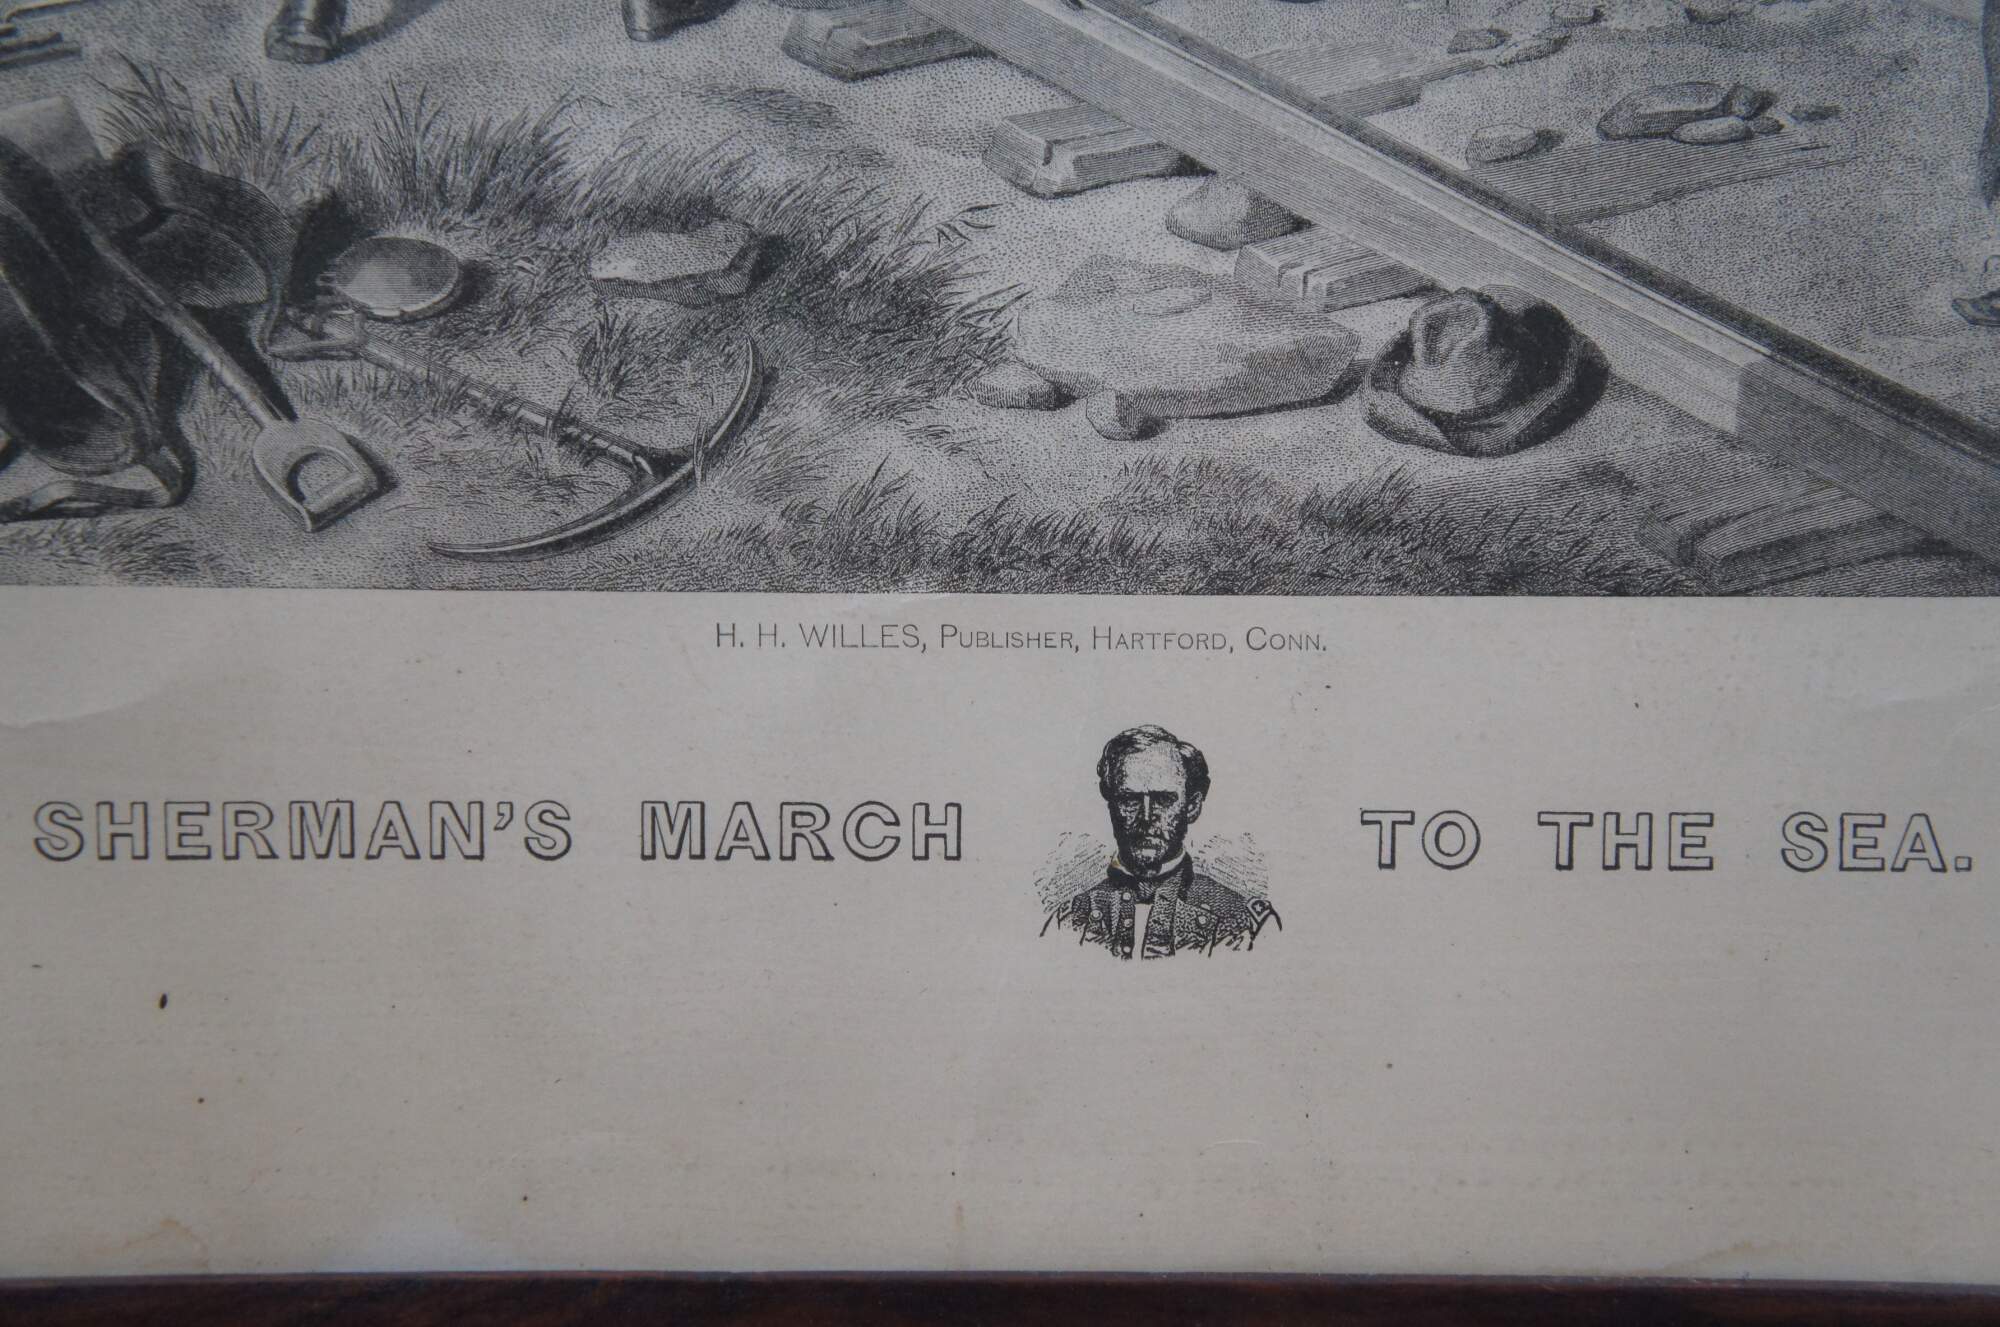 H. H. WILLES, PUBLISHER, HARTFORD, CONN.
SHERMAN'S MARCH TO THE SEA.